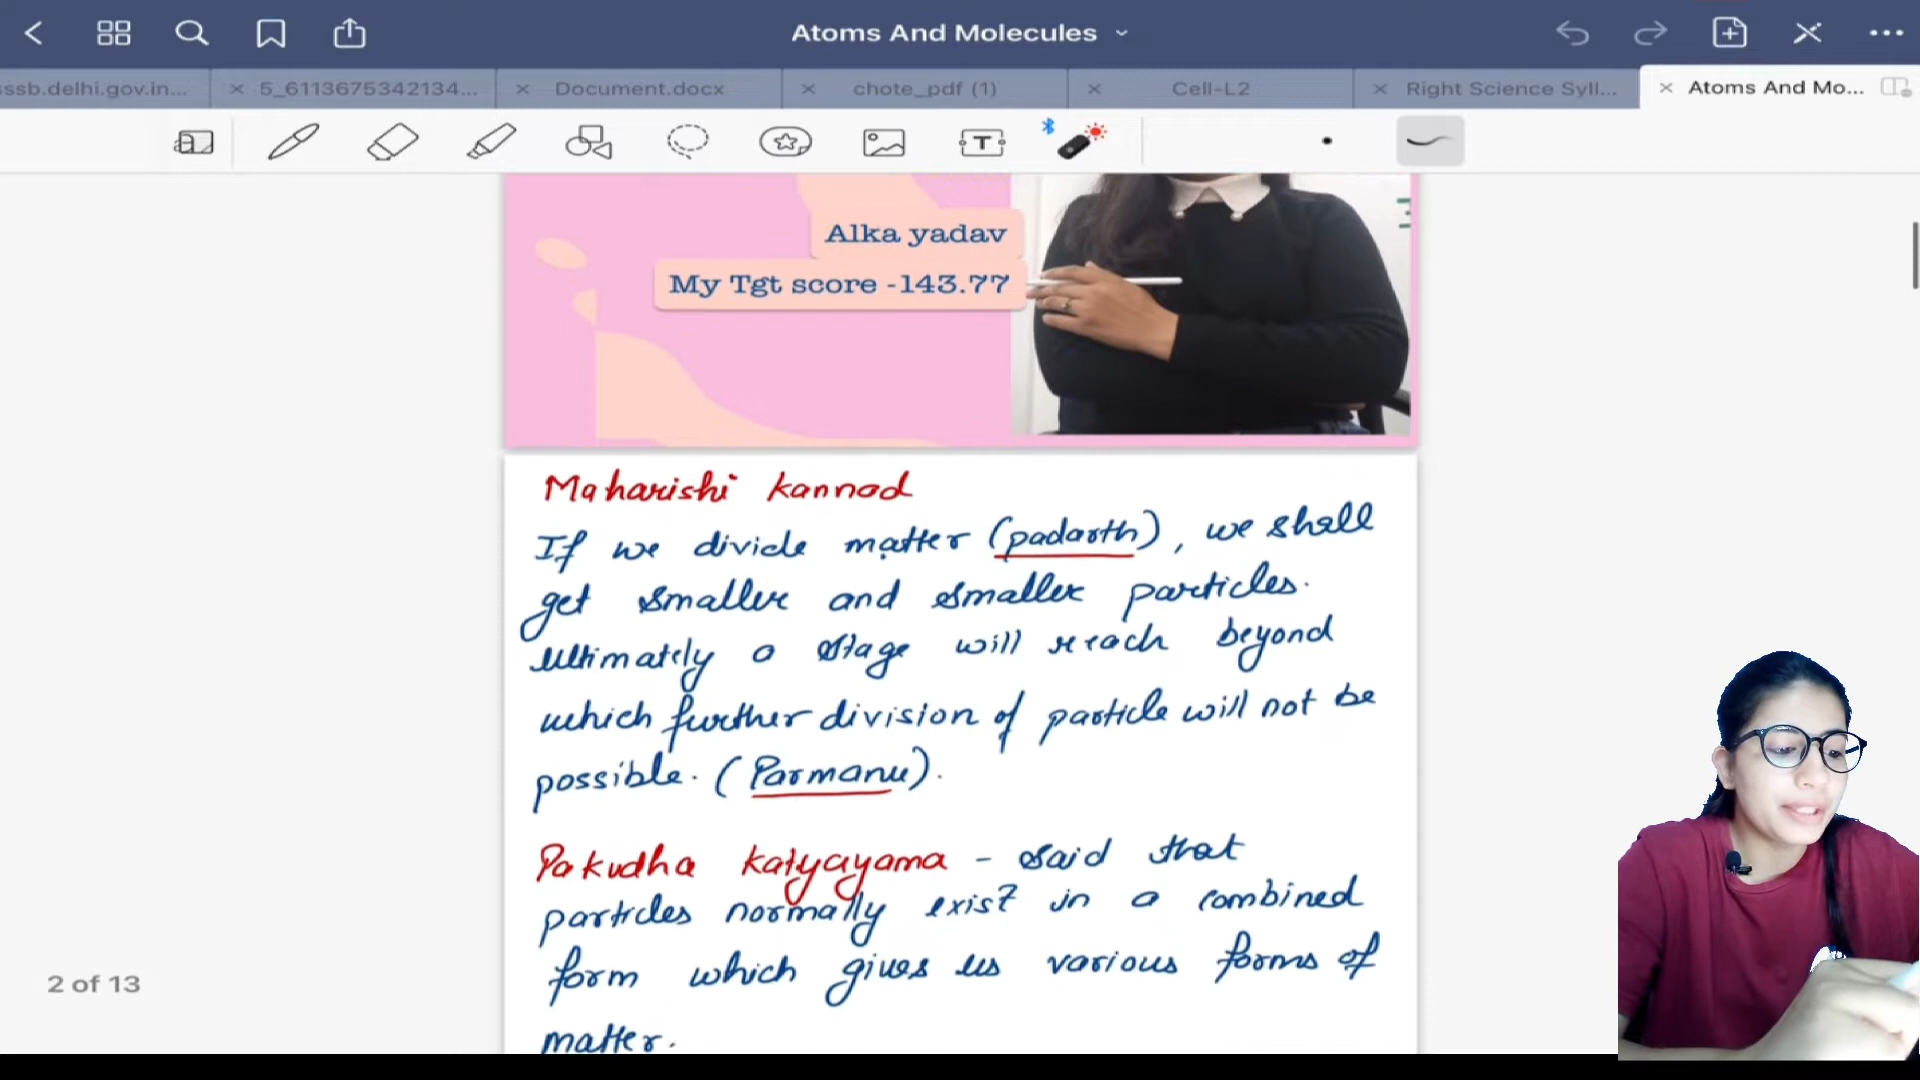 Atoms And Molecules
sssb.delhi.gov.in...
5_6113675342134...
Document.docx
chote_pdf (1)
Cell-L2
Right Science Syll...
Atoms And Mo...
Alka yadav
My Tgt score -143.77
Maharishi kannad
If we divide matter (padarth), we shall
get smaller and smaller particles.
ultimately a stage will reach beyond
which further division of particle will not be
possible. (Parmanu).
Pakudha katyayama - said that
particles normally exist in a combined
form which gives us various forms of
matter.
2 of 13